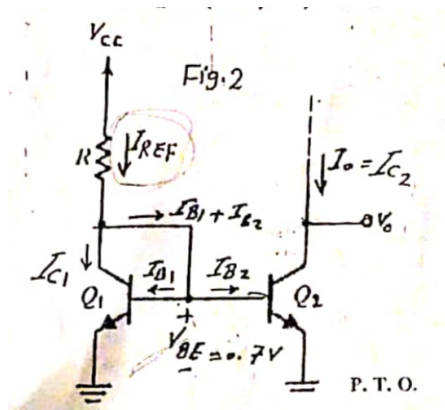 Vcc
Fig.2
R
IREF
Io = IC2
IB1 + IB2
Vo
IC1
IB1
IB2
Q1
Q2
+
VBE = 0.7V
P. T. O.